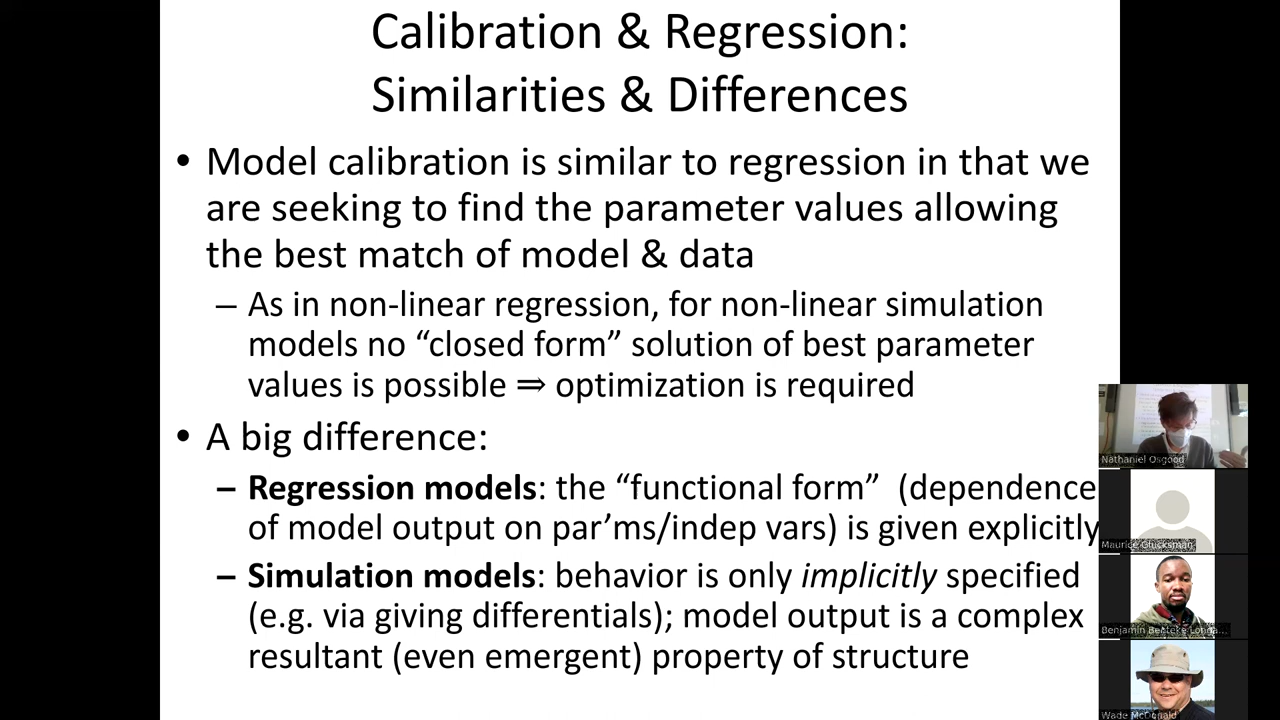 Calibration & Regression:
Similarities & Differences
• Model calibration is similar to regression in that we
are seeking to find the parameter values allowing
the best match of model & data
– As in non-linear regression, for non-linear simulation
models no “closed form” solution of best parameter
values is possible ⇒ optimization is required
• A big difference:
– Regression models: the “functional form” (dependence
of model output on par’ms/indep vars) is given explicitly
– Simulation models: behavior is only implicitly specified
(e.g. via giving differentials); model output is a complex
resultant (even emergent) property of structure
Nathaniel Osgood
Maurice Glucksman
Benjamin
Wade McDonald